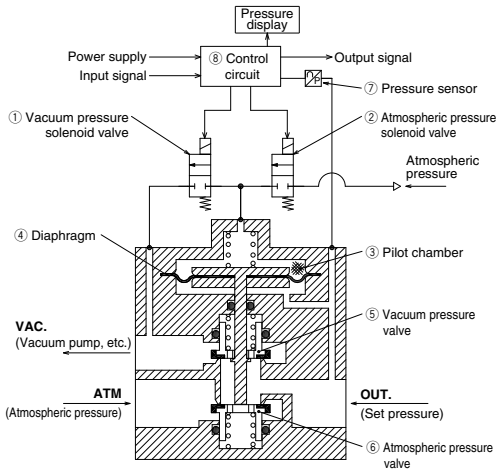 Pressure
display
Power supply
Input signal
⑧ Control
circuit
Output signal
⑦ Pressure sensor
P
① Vacuum pressure
solenoid valve
② Atmospheric pressure
solenoid valve
Atmospheric
pressure
④ Diaphragm
③ Pilot chamber
VAC.
(Vacuum pump, etc.)
⑤ Vacuum pressure
valve
ATM
(Atmospheric pressure)
OUT.
(Set pressure)
⑥ Atmospheric pressure
valve